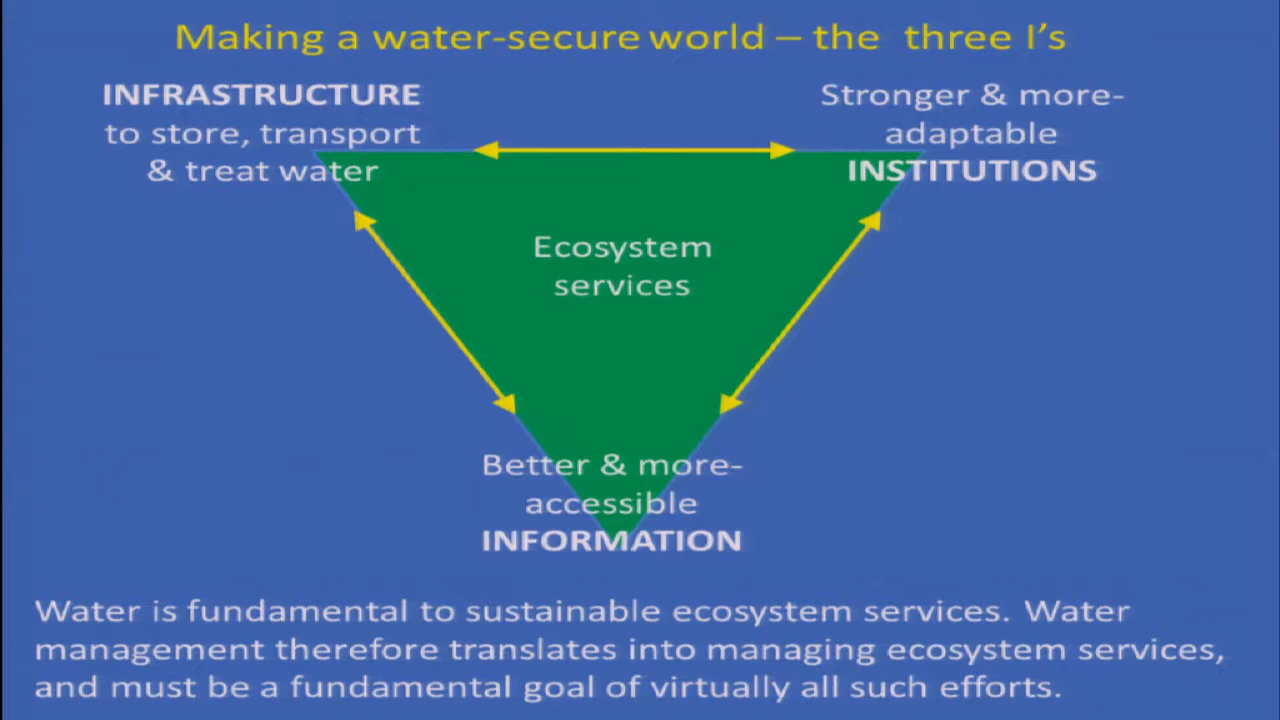 Making a water-secure world – the three I's
INFRASTRUCTURE
to store, transport
& treat water
Stronger & more-
adaptable
INSTITUTIONS
Ecosystem
services
Better & more-
accessible
INFORMATION
Water is fundamental to sustainable ecosystem services. Water
management therefore translates into managing ecosystem services,
and must be a fundamental goal of virtually all such efforts.